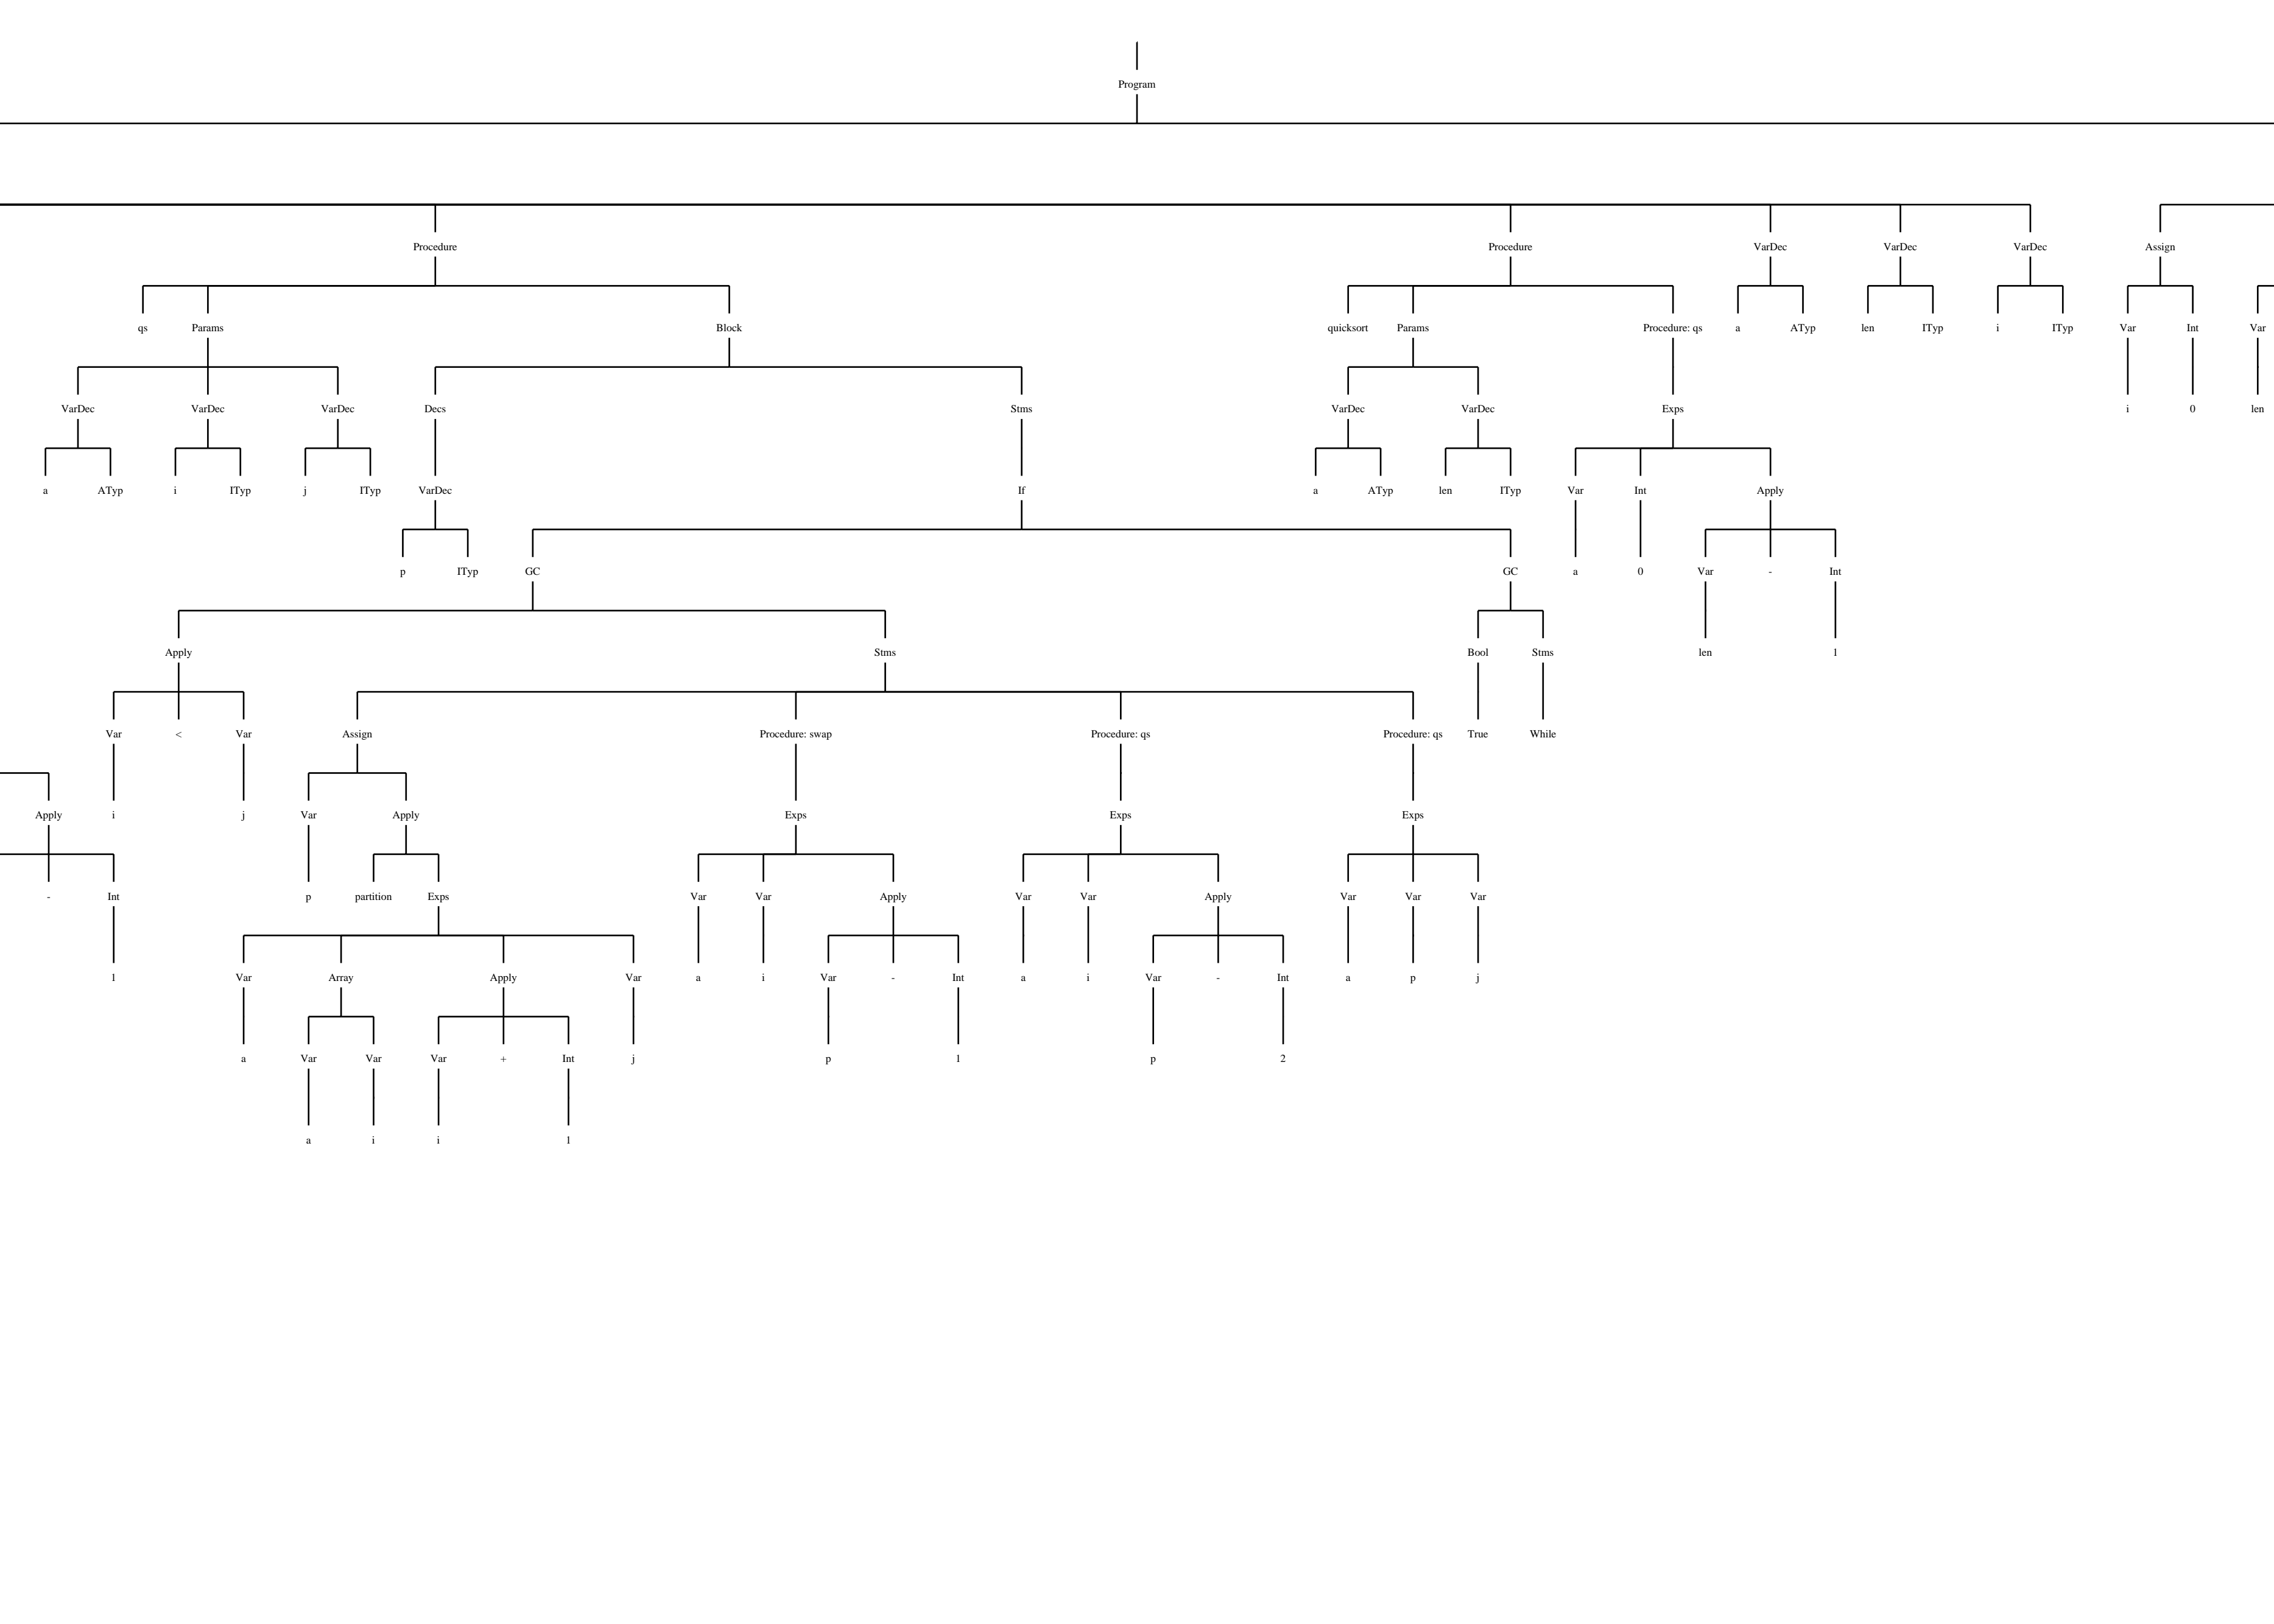 Program
Procedure Procedure VarDec VarDec VarDec Assign
qs Params Block quicksort Params Procedure: qs a ATyp len ITyp i ITyp Var Int Var
VarDec VarDec VarDec Decs Stms VarDec VarDec Exps i 0 len
a ATyp i ITyp j ITyp VarDec If a ATyp len ITyp Var Int Apply
p ITyp GC GC a 0 Var - Int
Apply Stms Bool Stms len 1
Var < Var Assign Procedure: swap Procedure: qs Procedure: qs True While
Apply i j Var Apply Exps Exps Exps
- Int p partition Exps Var Var Apply Var Var Apply Var Var Var
1 Var Array Apply Var a i Var - Int a i Var - Int a p j
a Var Var Var + Int j p 1 p 2
a i i 1